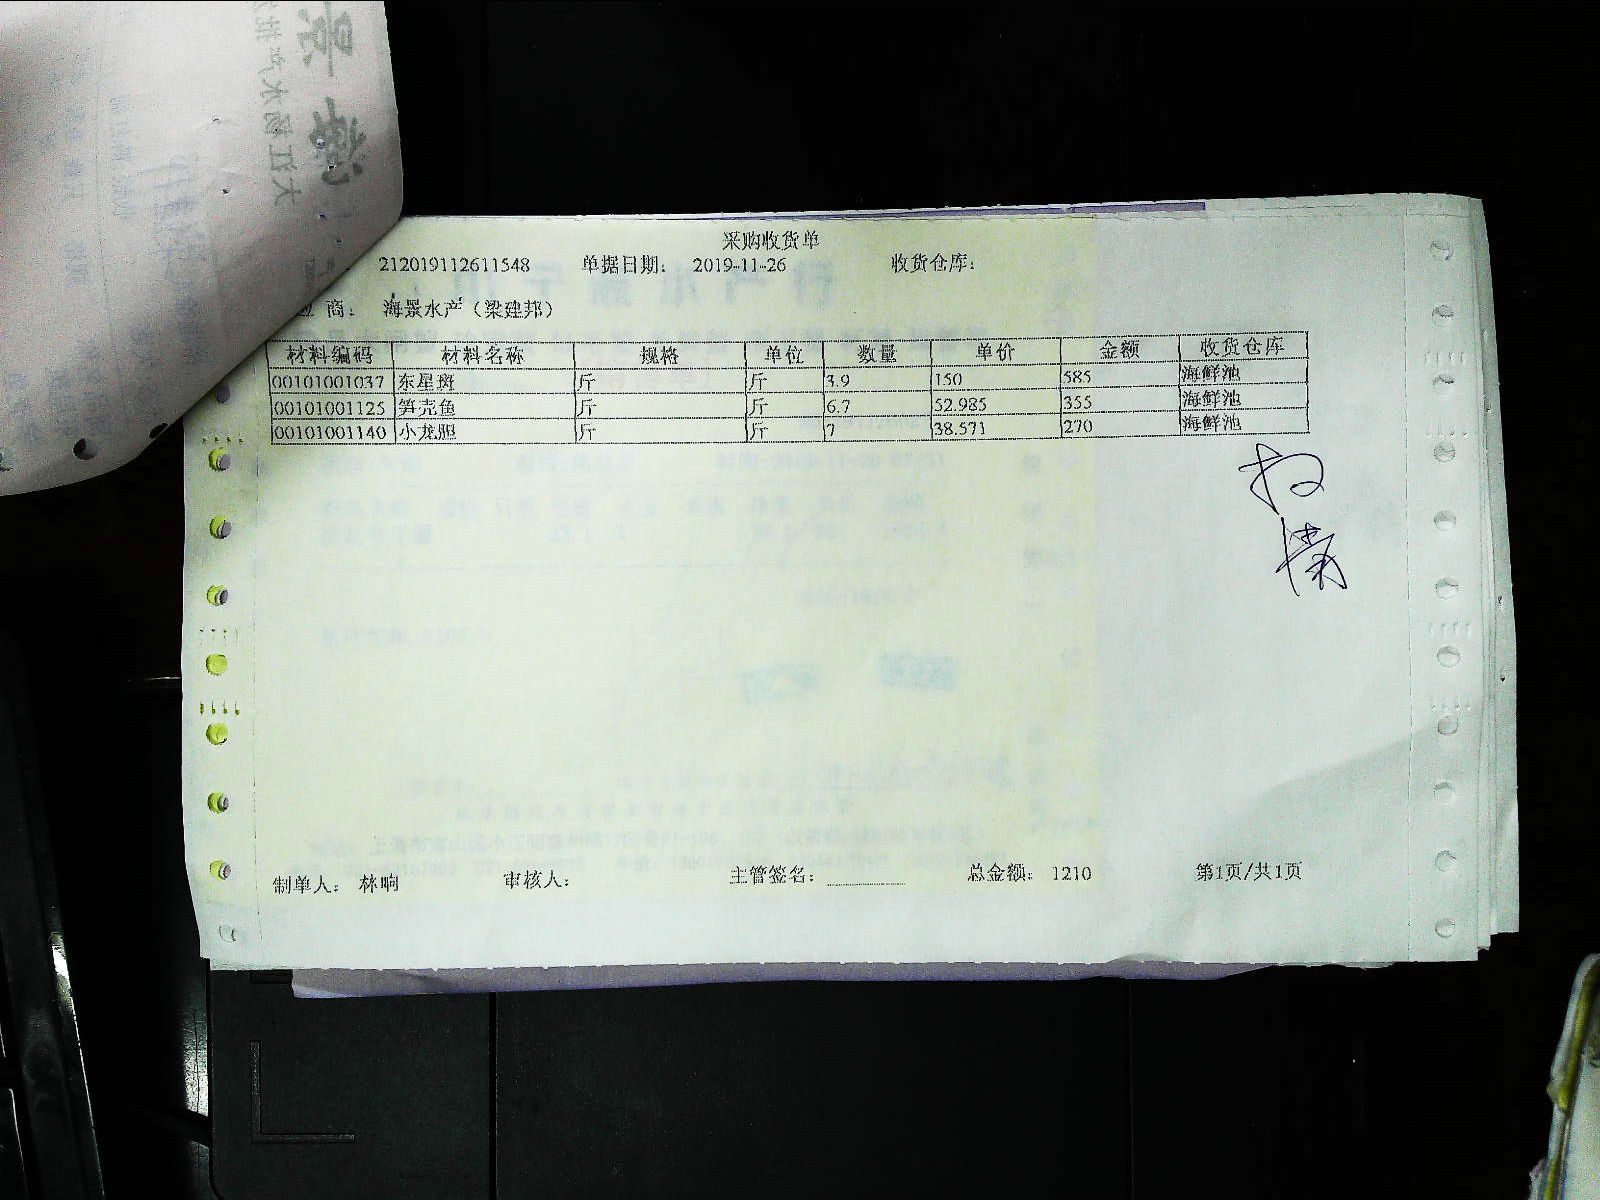 采购收货单
212019112611548 单据日期： 2019-11-26 收货仓库：
商： 海景水产（梁建邦）
材料编码 材料名称 规格 单位 数量 单价 金额 收货仓库
00101001037 东星斑 斤 斤 3.9 150 585 海鲜池
00101001125 笋壳鱼 斤 斤 6.7 52.985 355 海鲜池
00101001140 小龙胆 斤 斤 7 38.571 270 海鲜池
制单人： 林响 审核人： 主管签名： 总金额： 1210 第1页/共1页